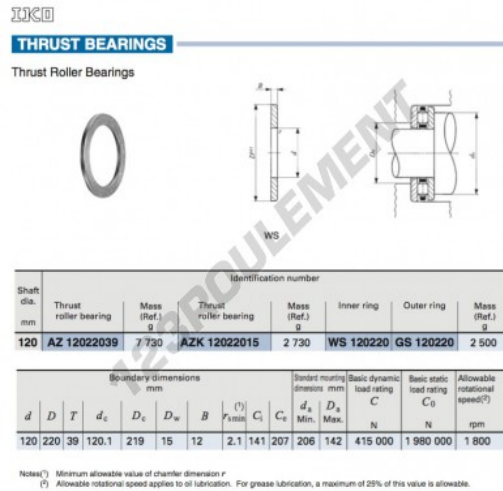 IKO
THRUST BEARINGS
Thrust Roller Bearings
B
D
d
Dₐ
dₐ
WS
123ROULEMENT
Shaft dia. mm
Identification number
Thrust roller bearing
Mass (Ref.) g
Thrust roller bearing
Mass (Ref.) g
Inner ring
Outer ring
Mass (Ref.) g
120 AZ 12022039 7 730 AZK 12022015 2 730 WS 120220 GS 120220 2 500
Boundary dimensions mm
Standard mounting dimensions mm
Basic dynamic load rating C N
Basic static load rating C₀ N
Allowable rotational speed(²) rpm
d D T d꜀ D꜀ Dw B rs min(¹) Cᵢ Cₑ dₐ Min. Dₐ Max.
120 220 39 120.1 219 15 12 2.1 141 207 206 142 415 000 1 980 000 1 800
Notes(¹) Minimum allowable value of chamfer dimension r
(²) Allowable rotational speed applies to oil lubrication. For grease lubrication, a maximum of 25% of this value is allowable.